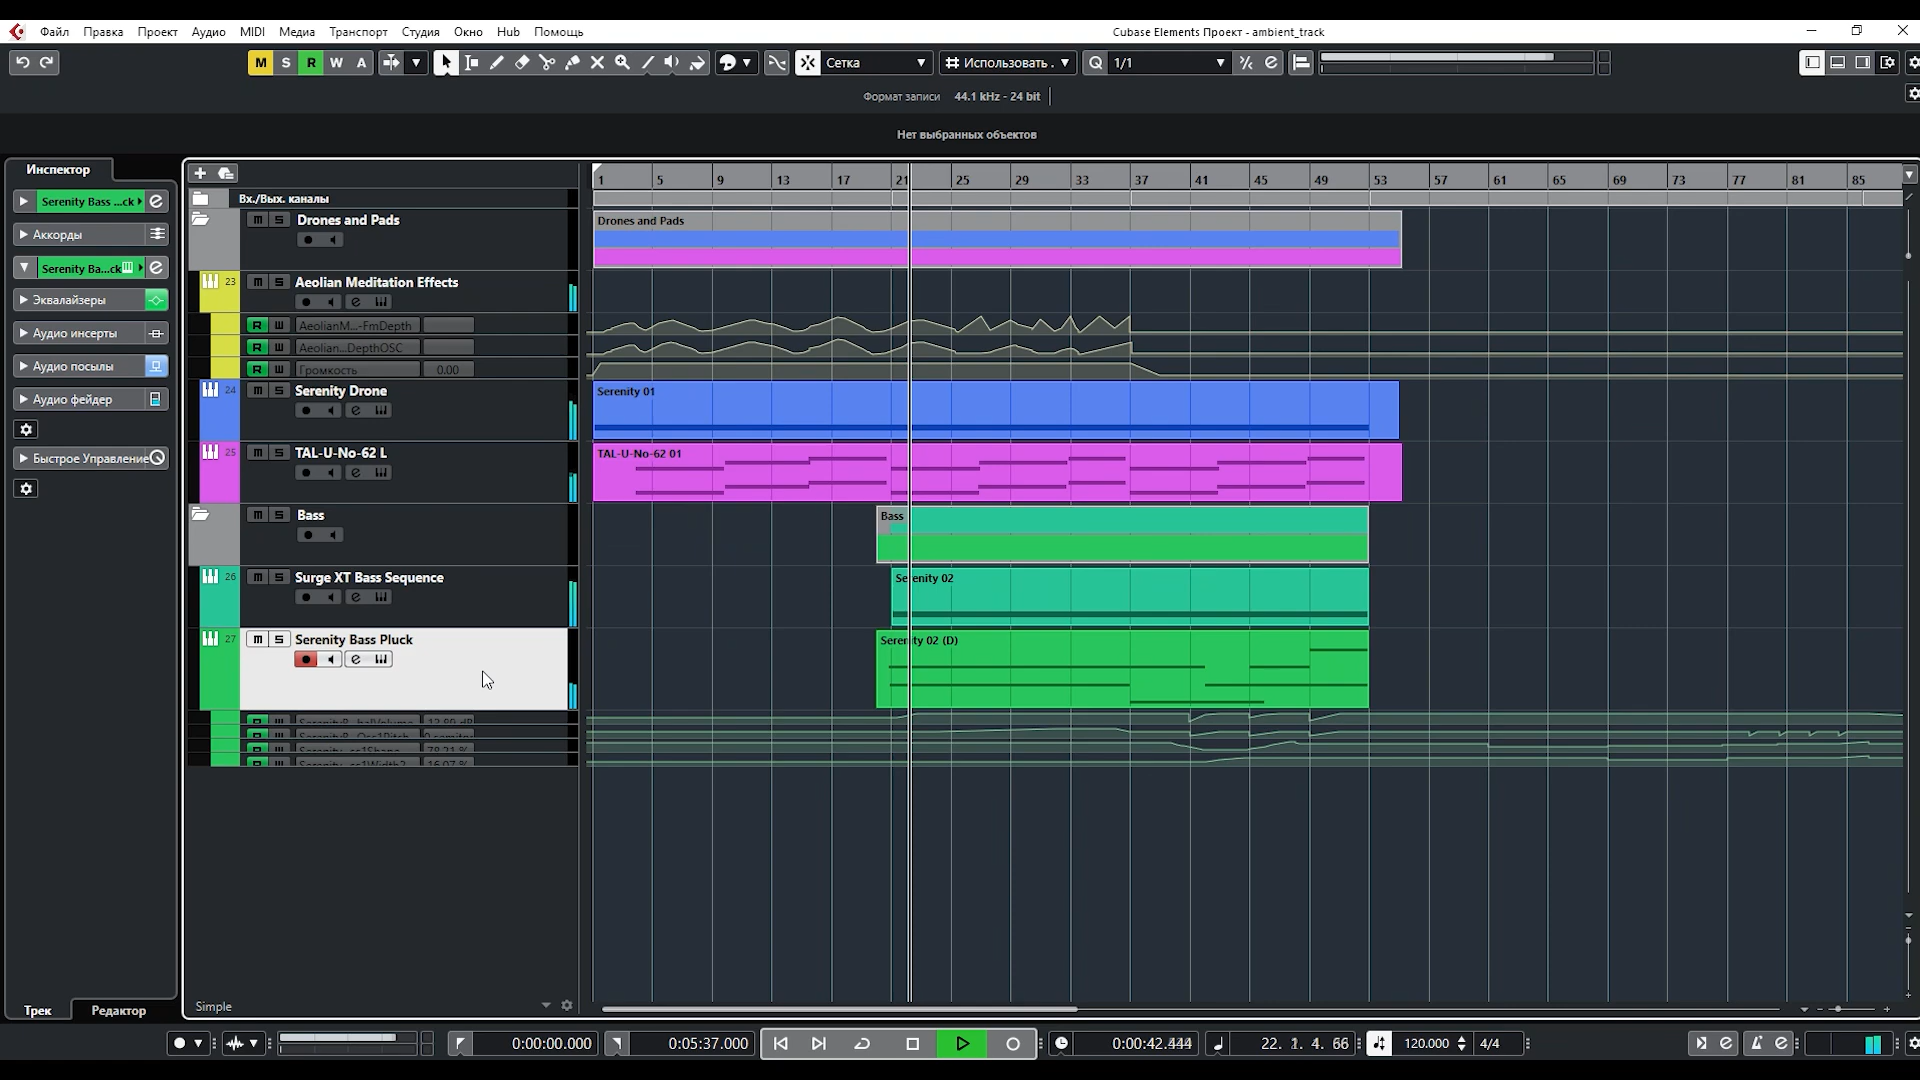 Файл Правка Проект Аудио MIDI Медиа Транспорт Студия Окно Hub Помощь
Cubase Elements Проект - ambient_track
M S R W A Сетка Использовать . Q 1/1
Формат записи 44.1 kHz - 24 bit
Нет выбранных объектов
Инспектор
Serenity Bass ...ck
Аккорды
Serenity Ba...ck
Эквалайзеры
Аудио инсерты
Аудио посылы
Аудио фейдер
Быстрое Управление
Трек Редактор
1 5 9 13 17 21 25 29 33 37 41 45 49 53 57 61 65 69 73 77 81 85
Вх./Вых. каналы
m S Drones and Pads
Drones and Pads
23 m S Aeolian Meditation Effects
R AeolianM...-FmDepth
R Aeolian...DepthOSC
R Громкость 0.00
24 m S Serenity Drone
Serenity 01
25 m S TAL-U-No-62 L
TAL-U-No-62 01
m S Bass
Bass
26 m S Surge XT Bass Sequence
Serenity 02
27 m S Serenity Bass Pluck
Serenity 02 (D)
Simple
0:00:00.000 0:05:37.000 0:00:42.444 22. 1. 4. 66 120.000 4/4